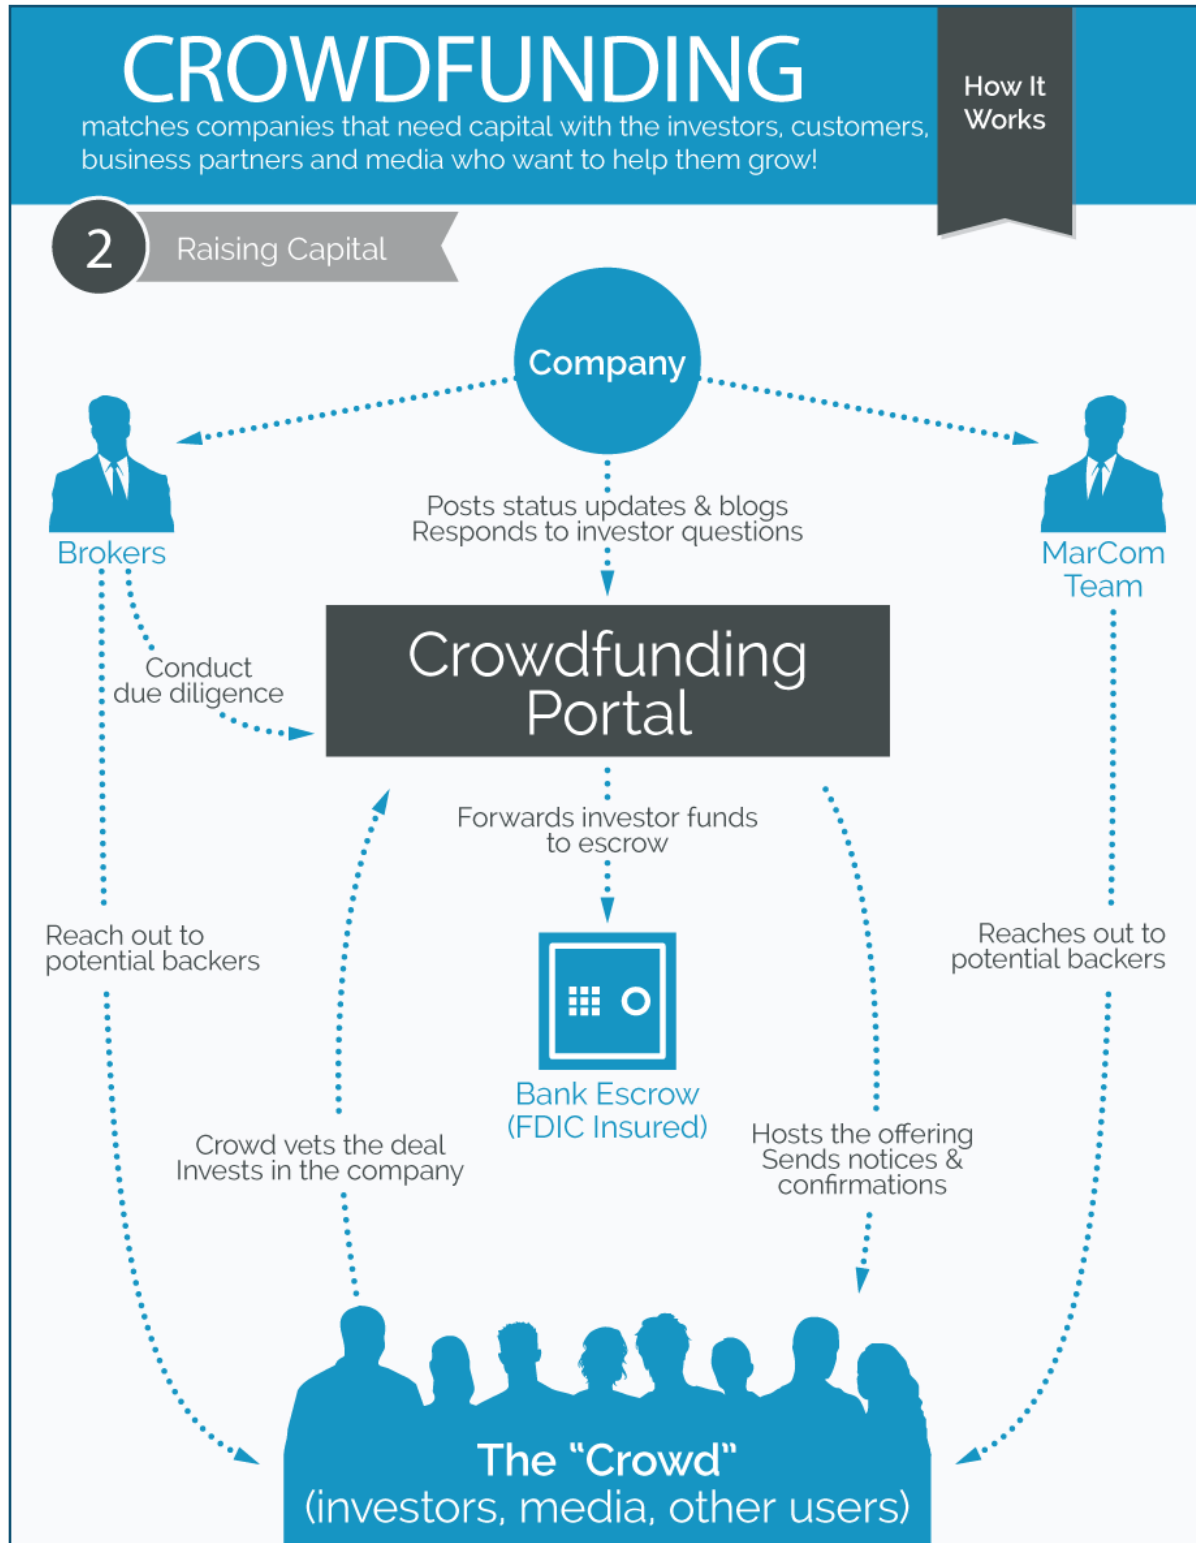 CROWDFUNDING
matches companies that need capital with the investors, customers,
business partners and media who want to help them grow!
How It
Works
2
Raising Capital
Company
Brokers
Posts status updates & blogs
Responds to investor questions
MarCom
Team
Conduct
due diligence
Crowdfunding
Portal
Forwards investor funds
to escrow
Reach out to
potential backers
Reaches out to
potential backers
Bank Escrow
(FDIC Insured)
Crowd vets the deal
Invests in the company
Hosts the offering
Sends notices &
confirmations
The “Crowd”
(investors, media, other users)